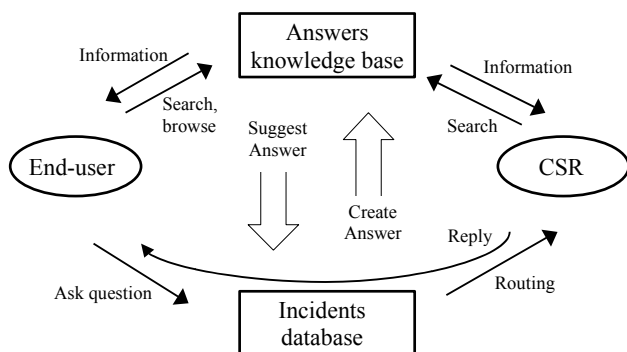 Answers
knowledge base
Information
Information
Search,
browse
Search
Suggest
Answer
End-user
CSR
Create
Answer
Reply
Ask question
Routing
Incidents
database